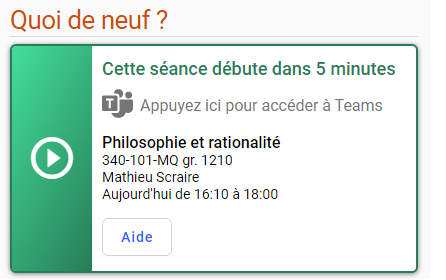 Quoi de neuf ?
Cette séance débute dans 5 minutes
T
Appuyez ici pour accéder à Teams
Philosophie et rationalité
340-101-MQ gr. 1210
Mathieu Scraire
Aujourd'hui de 16:10 à 18:00
Aide